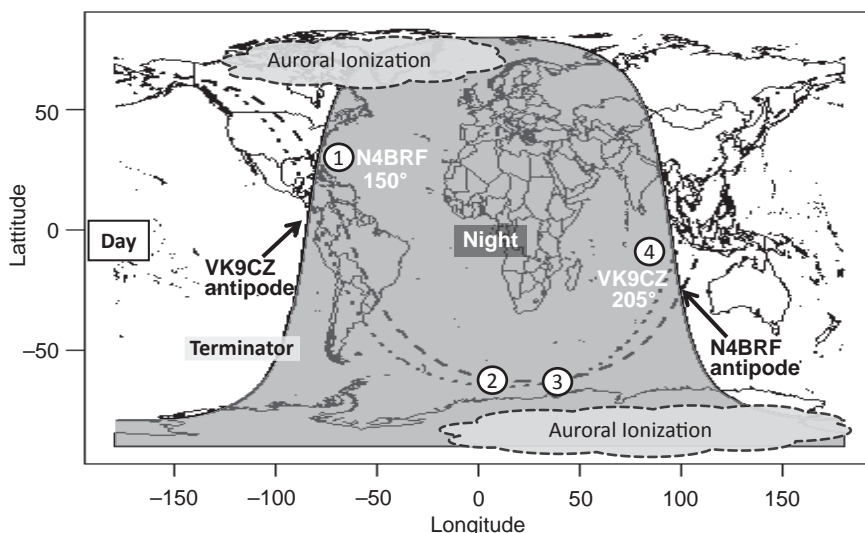 Auroral Ionization
50
1
N4BRF
150°
0
Lattitude
Day
Night
4
VK9CZ
antipode
VK9CZ
205°
Terminator
N4BRF
antipode
–50
2
3
Auroral Ionization
–150
–100
–50
0
50
100
150
Longitude